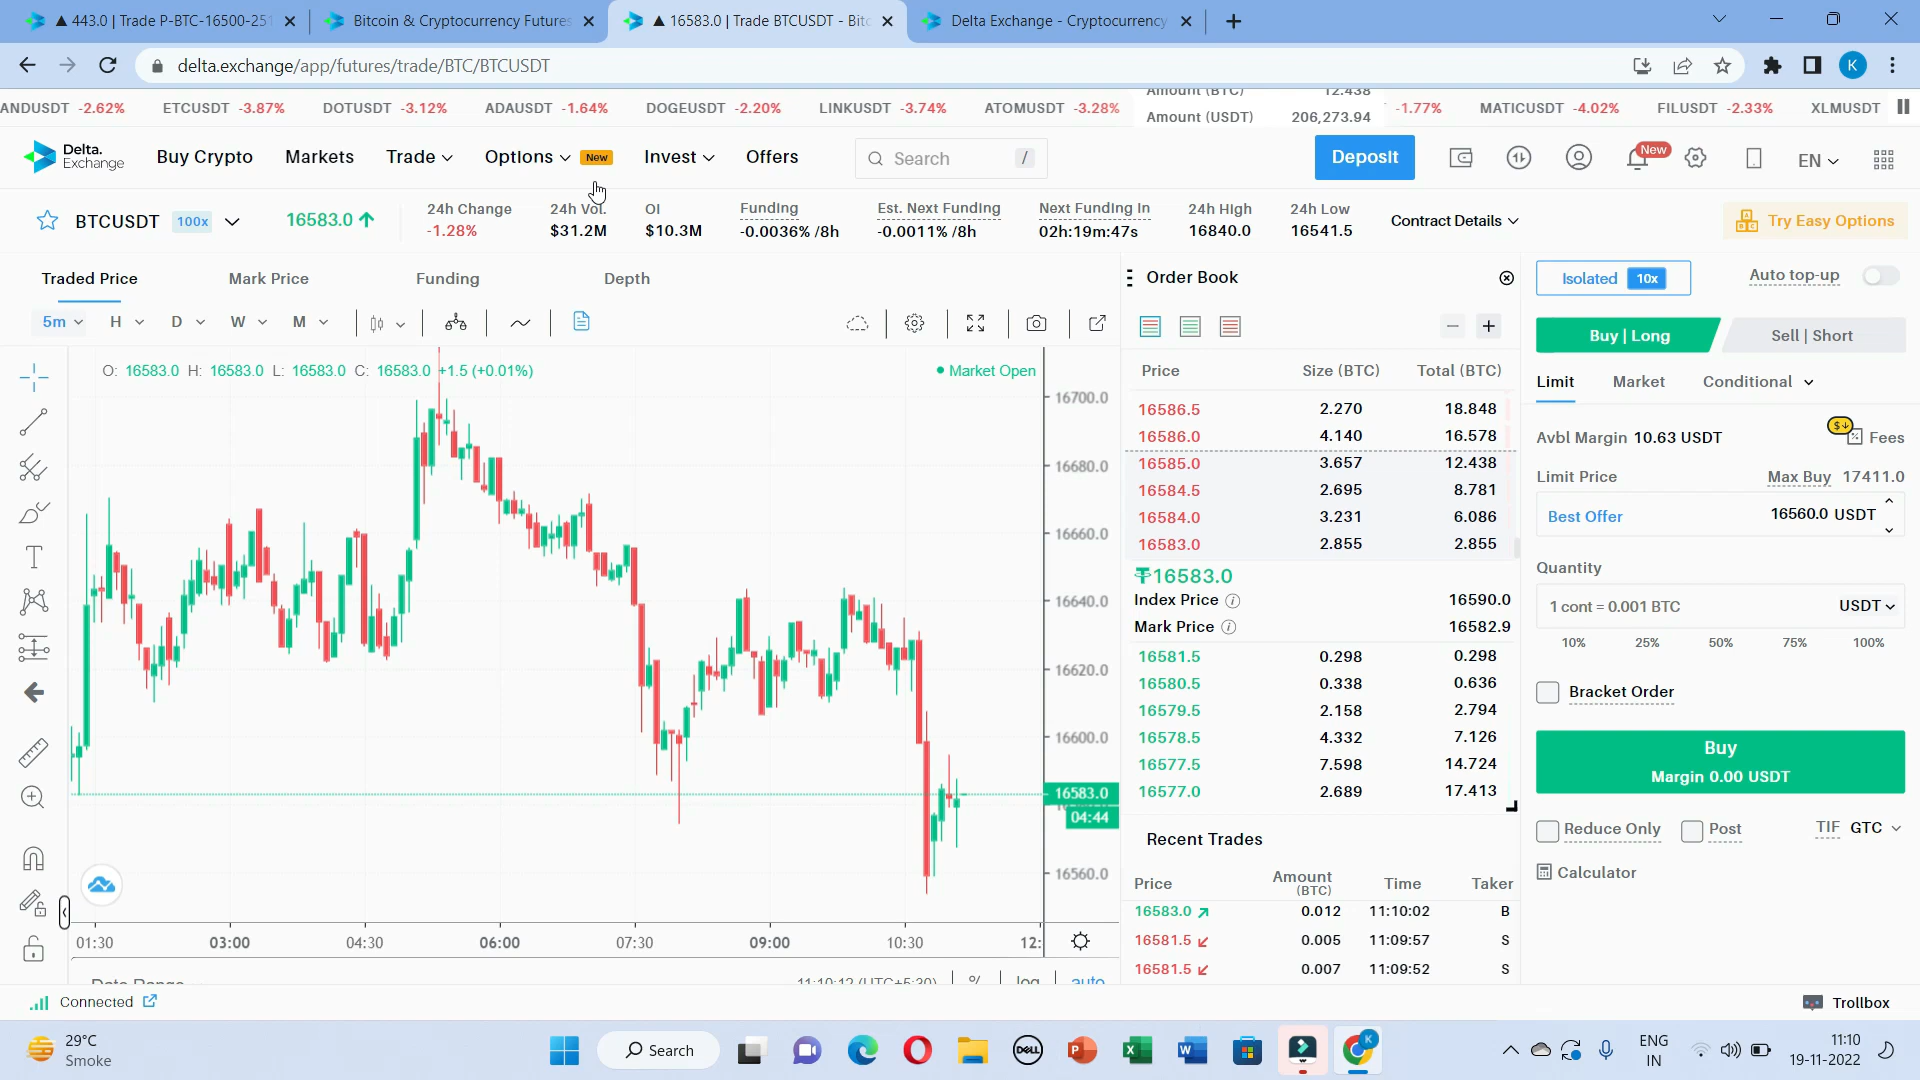 ▲ 443.0 | Trade P-BTC-16500-251
Bitcoin & Cryptocurrency Futures
▲ 16583.0 | Trade BTCUSDT - Bitc
Delta Exchange - Cryptocurrency
delta.exchange/app/futures/trade/BTC/BTCUSDT
K
ANDUSDT -2.62% ETCUSDT -3.87% DOTUSDT -3.12% ADAUSDT -1.64% DOGEUSDT -2.20% LINKUSDT -3.74% ATOMUSDT -3.28% -1.77% MATICUSDT -4.02% FILUSDT -2.33% XLMUSDT
Amount (BTC) 12.438
Amount (USDT) 206,273.94
Delta.
Exchange
Buy Crypto Markets Trade Options New Invest Offers
Search /
Deposit
New
EN
BTCUSDT 100x
16583.0
24h Change
-1.28%
24h Vol.
$31.2M
OI
$10.3M
Funding
-0.0036% /8h
Est. Next Funding
-0.0011% /8h
Next Funding In
02h:19m:47s
24h High
16840.0
24h Low
16541.5
Contract Details
Try Easy Options
Traded Price Mark Price Funding Depth
5m H D W M
O: 16583.0 H: 16583.0 L: 16583.0 C: 16583.0 +1.5 (+0.01%)
Market Open
16700.0
16680.0
16660.0
16640.0
16620.0
16600.0
16583.0
04:44
16560.0
01:30 03:00 04:30 06:00 07:30 09:00 10:30 12:
Date Range
11:10:12 (UTC+5:30) % log auto
Order Book
Price Size (BTC) Total (BTC)
16586.5 2.270 18.848
16586.0 4.140 16.578
16585.0 3.657 12.438
16584.5 2.695 8.781
16584.0 3.231 6.086
16583.0 2.855 2.855
16583.0
Index Price 16590.0
Mark Price 16582.9
16581.5 0.298 0.298
16580.5 0.338 0.636
16579.5 2.158 2.794
16578.5 4.332 7.126
16577.5 7.598 14.724
16577.0 2.689 17.413
Recent Trades
Price Amount (BTC) Time Taker
16583.0 0.012 11:10:02 B
16581.5 0.005 11:09:57 S
16581.5 0.007 11:09:52 S
Isolated 10x
Auto top-up
Buy | Long Sell | Short
Limit Market Conditional
Avbl Margin 10.63 USDT
Fees
Limit Price Max Buy 17411.0
Best Offer 16560.0 USDT
Quantity
1 cont = 0.001 BTC USDT
10% 25% 50% 75% 100%
Bracket Order
Buy
Margin 0.00 USDT
Reduce Only Post TIF GTC
Calculator
Connected
Trollbox
29°C
Smoke
Search
DELL
P
X
W
K
ENG
IN
11:10
19-11-2022